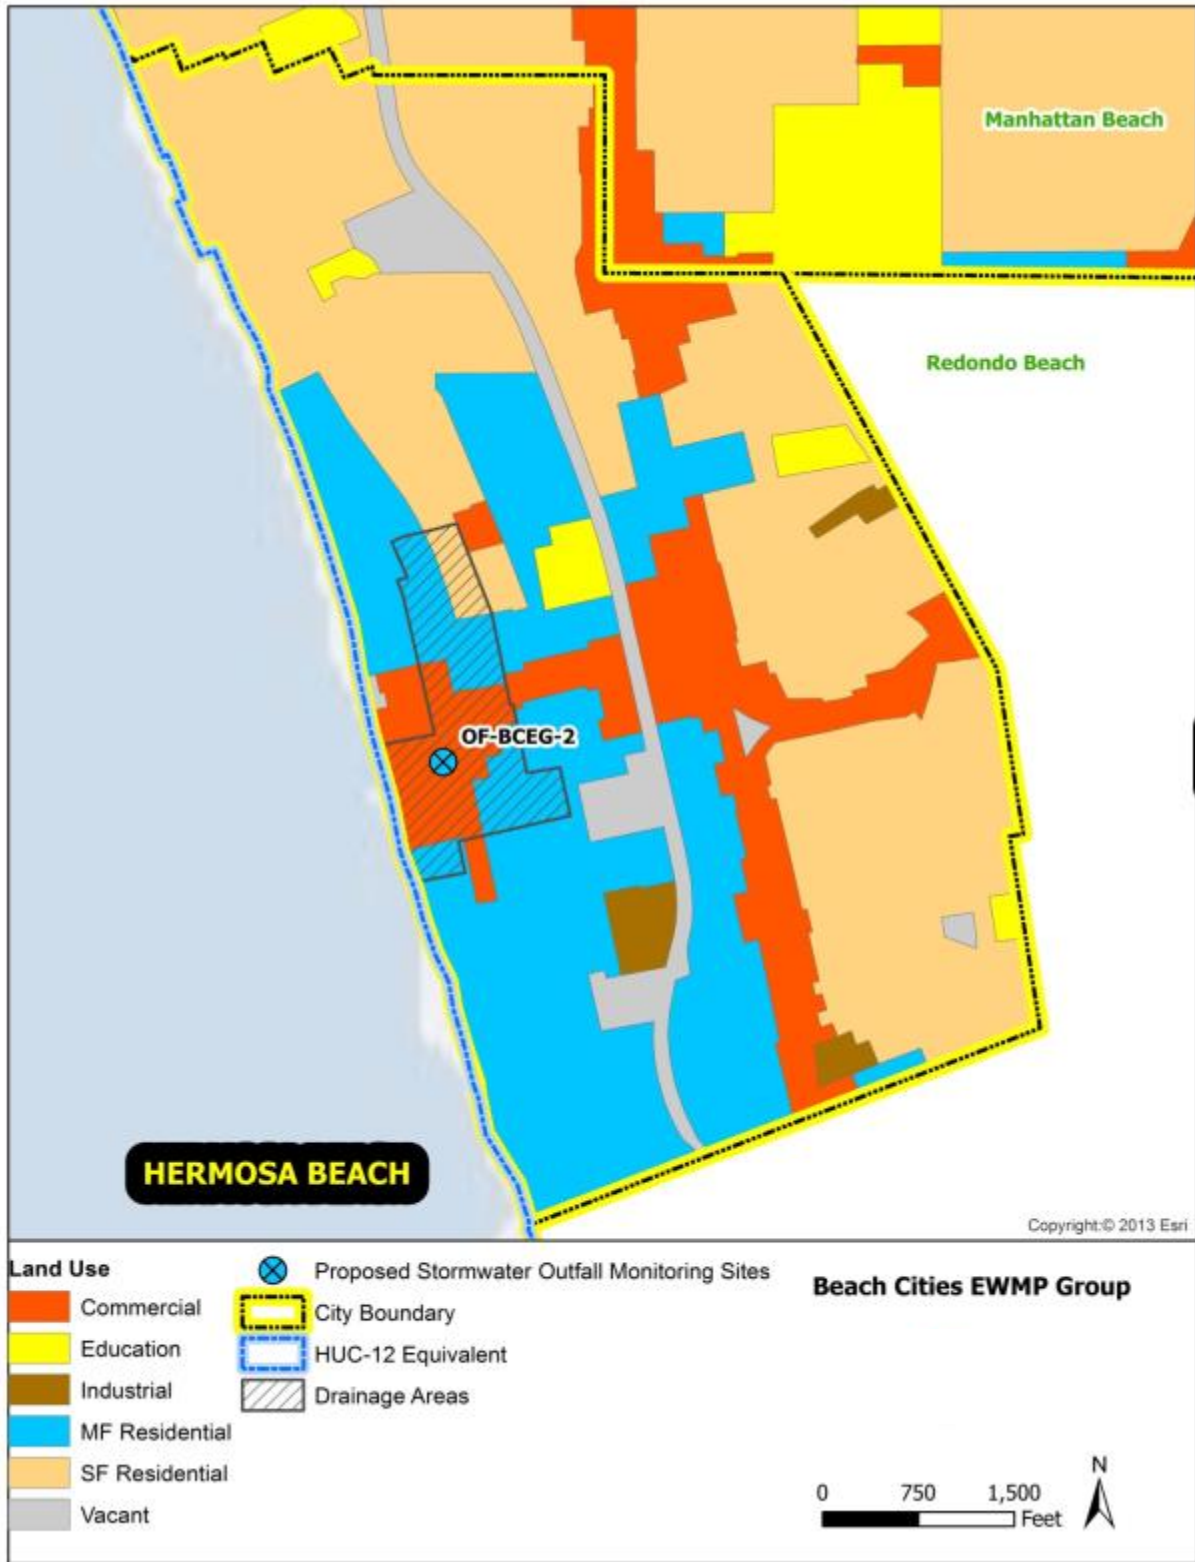 Manhattan Beach
Redondo Beach
OF-BCEG-2
HERMOSA BEACH
Copyright:© 2013 Esri
Land Use
Commercial
Education
Industrial
MF Residential
SF Residential
Vacant
Proposed Stormwater Outfall Monitoring Sites
City Boundary
HUC-12 Equivalent
Drainage Areas
Beach Cities EWMP Group
N
0 750 1,500
Feet